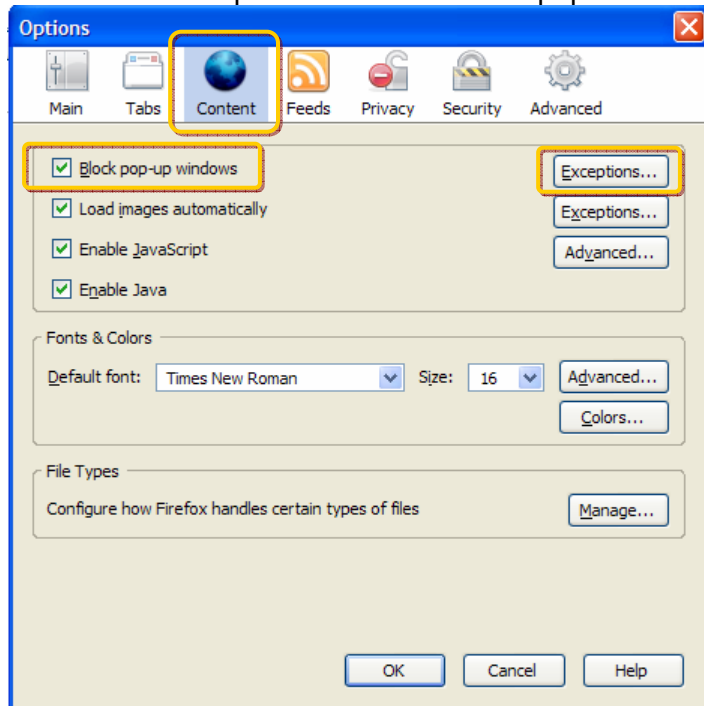 Options
Main Tabs Content Feeds Privacy Security Advanced
Block pop-up windows Exceptions...
Load images automatically Exceptions...
Enable JavaScript Advanced...
Enable Java
Fonts & Colors
Default font: Times New Roman Size: 16 Advanced...
Colors...
File Types
Configure how Firefox handles certain types of files Manage...
OK Cancel Help